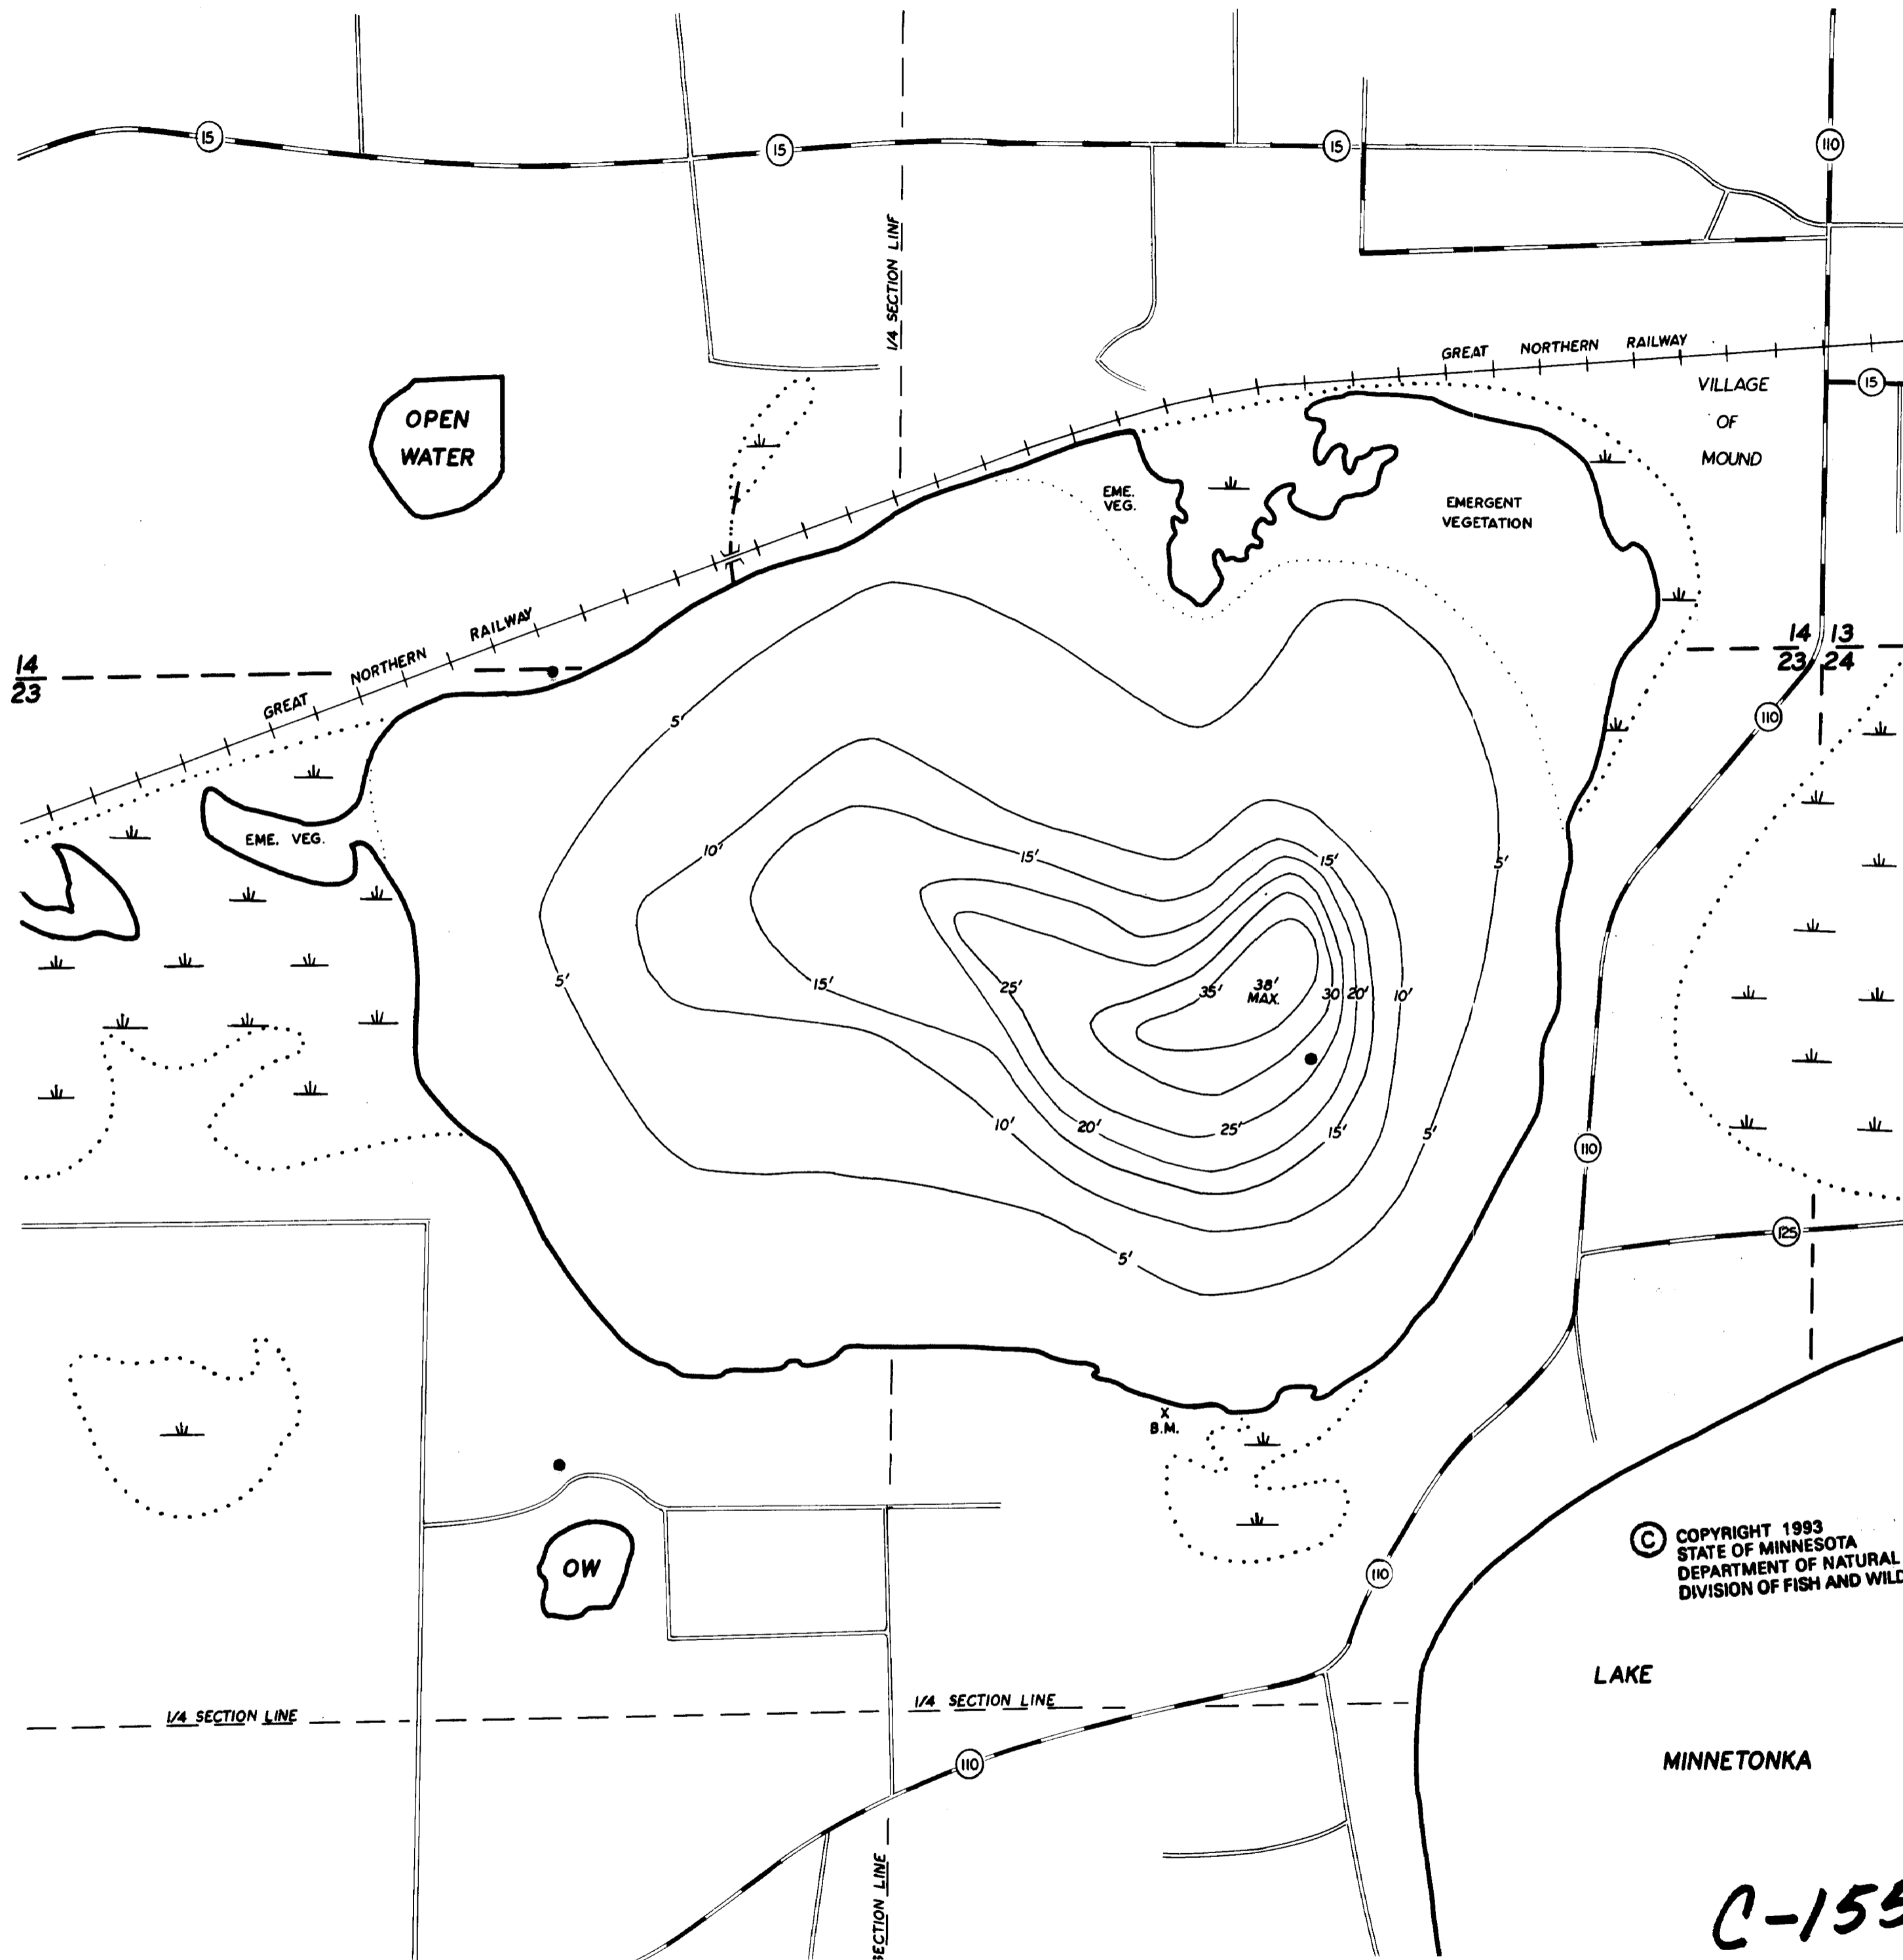 15
15
15
110
1/4 SECTION LINE
GREAT NORTHERN RAILWAY
VILLAGE
OF
MOUND
15
OPEN
WATER
EME.
VEG.
EMERGENT
VEGETATION
GREAT NORTHERN RAILWAY
14
23
14 13
23 24
110
5'
EME. VEG.
10'
15'
15'
5'
5'
15'
25'
35'
38'
MAX.
30
20'
10'
10'
20'
25'
15'
5'
110
125
5'
X
B.M.
OW
110
© COPYRIGHT 1993
STATE OF MINNESOTA
DEPARTMENT OF NATURAL
DIVISION OF FISH AND WILD
LAKE
MINNETONKA
1/4 SECTION LINE
1/4 SECTION LINE
110
SECTION LINE
C-155